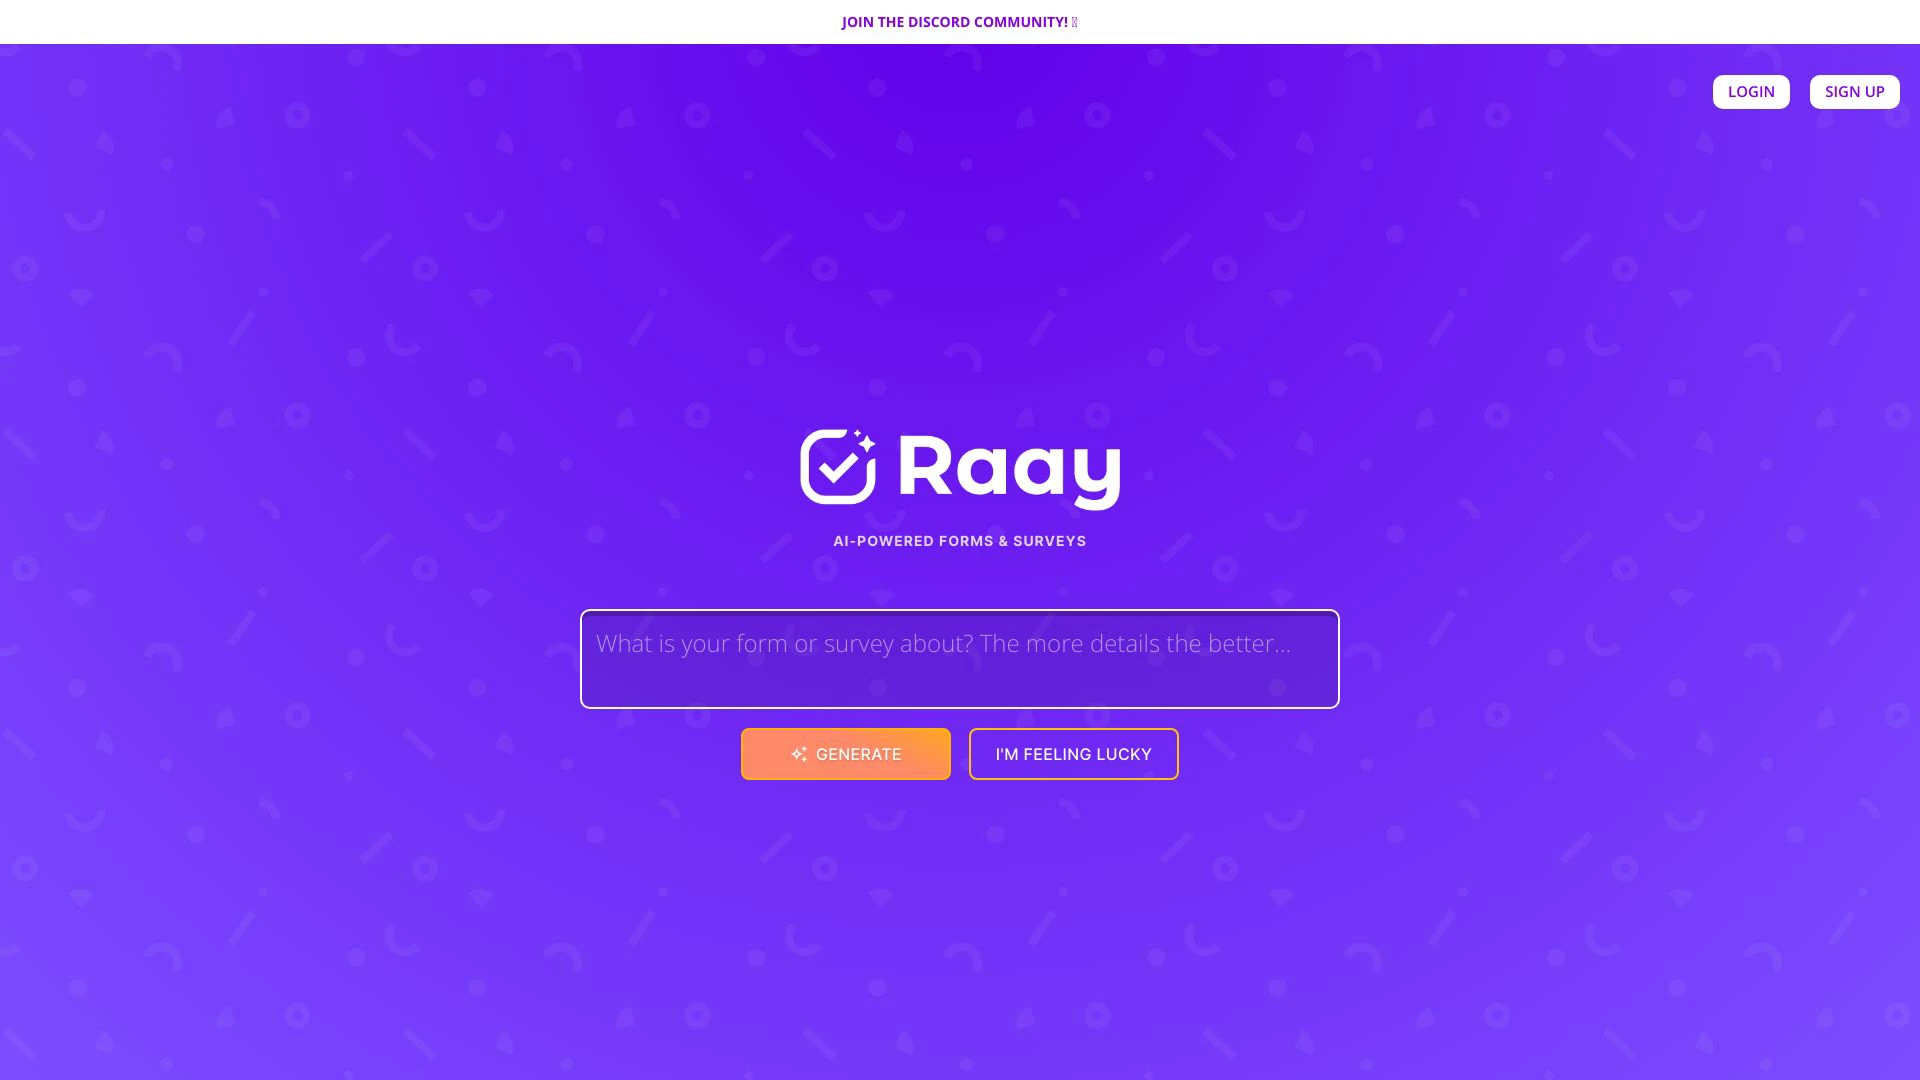 JOIN THE DISCORD COMMUNITY!
LOGIN
SIGN UP
Raay
AI-POWERED FORMS & SURVEYS
What is your form or survey about? The more details the better...
GENERATE
I'M FEELING LUCKY